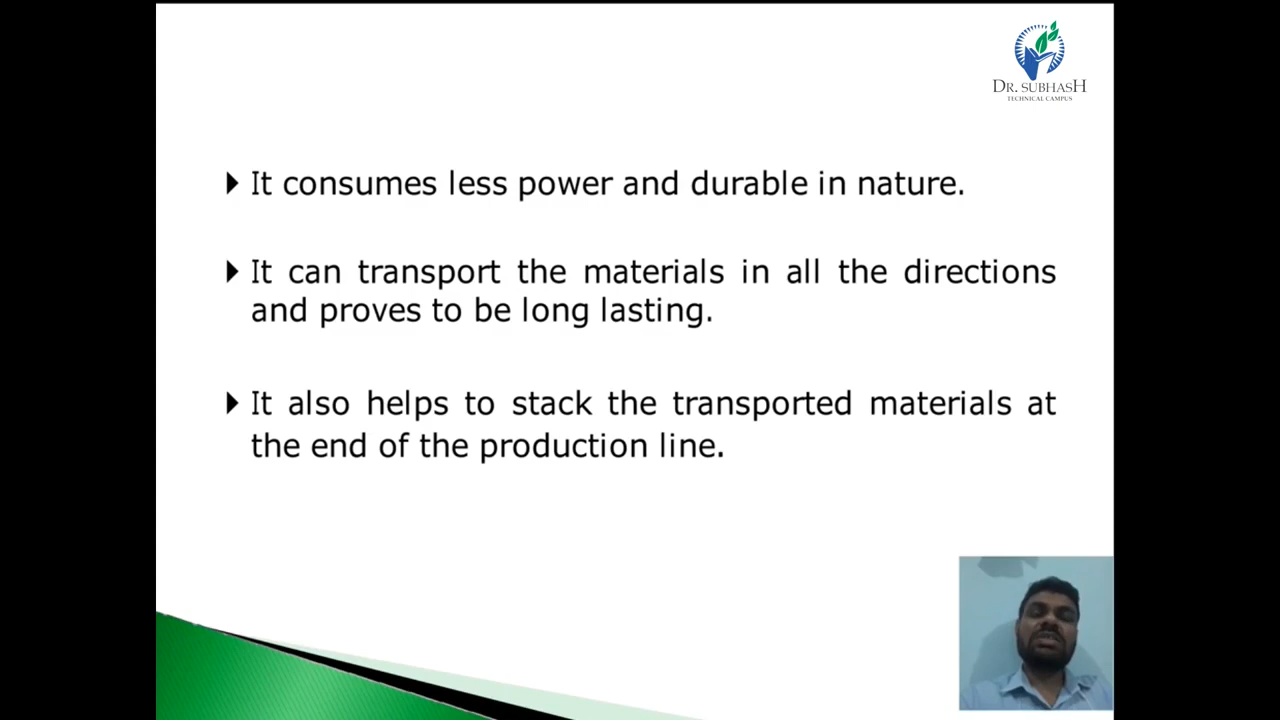 DR. SUBHASH
TECHNICAL CAMPUS
It consumes less power and durable in nature.
It can transport the materials in all the directions
and proves to be long lasting.
It also helps to stack the transported materials at
the end of the production line.